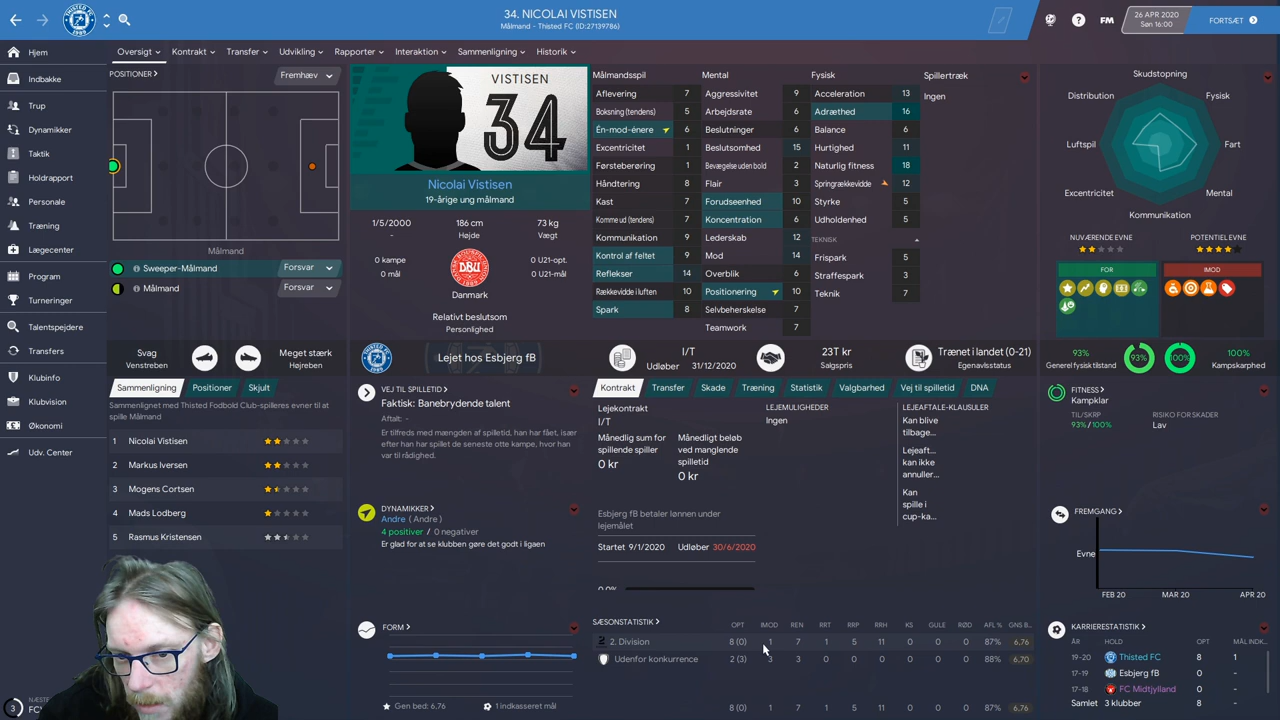 34. NICOLAI VISTISEN
Målmand - Thisted FC (ID:27139786)
FM
26 APR 2020
Søn 16:00
FORTSÆT
Hjem
Indbakke
Trup
Dynamikker
Taktik
Holdrapport
Personale
Træning
Lægecenter
Program
Turneringer
Talentspejdere
Transfers
Klubinfo
Klubvision
Økonomi
Udv. Center
Oversigt
Kontrakt
Transfer
Udvikling
Rapporter
Interaktion
Sammenligning
Historik
POSITIONER
Fremhæv
Målmand
Sweeper-Målmand
Forsvar
Målmand
Forsvar
VISTISEN
34
Nicolai Vistisen
19-årige ung målmand
1/5/2000
-
186 cm
Højde
73 kg
Vægt
0 kampe
0 mål
DBU
Danmark
0 U21-opt.
0 U21-mål
Relativt beslutsom
Personlighed
Målmandsspil
Aflevering 7
Boksning (tendens) 5
Én-mod-énere 6
Excentricitet 1
Førsteberøring 1
Håndtering 8
Kast 7
Komme ud (tendens) 7
Kommunikation 9
Kontrol af feltet 9
Reflekser 14
Rækkevidde i luften 10
Spark 8
Mental
Aggressivitet 9
Arbejdsrate 6
Beslutninger 6
Beslutsomhed 15
Bevægelse uden bold 2
Flair 3
Forudseenhed 10
Koncentration 6
Lederskab 12
Mod 14
Overblik 6
Positionering 10
Selvbeherskelse 7
Teamwork 7
Fysisk
Acceleration 13
Adræthed 16
Balance 6
Hurtighed 11
Naturlig fitness 18
Springrækkevidde 12
Styrke 5
Udholdenhed 5
TEKNISK
Frispark 5
Straffespark 3
Teknik 7
Spillertræk
Ingen
Skudstopning
Distribution
Fysisk
Luftspil
Fart
Excentricitet
Mental
Kommunikation
NUVÆRENDE EVNE
POTENTIEL EVNE
FOR
IMOD
Svag
Venstreben
Meget stærk
Højreben
Lejet hos Esbjerg fB
I/T
Udløber 31/12/2020
23T kr
Salgspris
Trænet i landet (0-21)
Egenavlsstatus
93%
Generel fysisk tilstand
93%
100%
100%
Kampskarphed
Sammenligning
Positioner
Skjult
Sammenlignet med Thisted Fodbold Club-spilleres evner til at
spille Målmand
1 Nicolai Vistisen
2 Markus Iversen
3 Mogens Cortsen
4 Mads Lodberg
5 Rasmus Kristensen
VEJ TIL SPILLETID
Faktisk: Banebrydende talent
Aftalt: -
Er tilfreds med mængden af spilletid, han har fået, især
efter han har spillet de seneste otte kampe, hvor han
var til rådighed.
DYNAMIKKER
Andre ( Andre )
4 positiver / 0 negativer
Er glad for at se klubben gøre det godt i ligaen
FORM
Gen bed: 6,76
1 indkasseret mål
Kontrakt
Transfer
Skade
Træning
Statistik
Valgbarhed
Vej til spilletid
DNA
Lejekontrakt
I/T
Månedlig sum for
spillende spiller
0 kr
Månedligt beløb
ved manglende
spilletid
0 kr
LEJEMULIGHEDER
Ingen
LEJEAFTALE-KLAUSULER
Kan blive
tilbage...
Lejeaft...
kan ikke
annuller...
Kan
spille i
cup-ka...
Esbjerg fB betaler lønnen under
lejemålet
Startet 9/1/2020
Udløber 30/6/2020
0,0%
SÆSONSTATISTIK OPT IMOD REN RRT RRP RRH KS GULE RØD AFL % GNS B...
2. Division 8 (0) 1 7 1 5 11 0 0 0 87% 6,76
Udenfor konkurrence 2 (3) 3 3 0 0 0 0 0 0 88% 6,70
8 (0) 1 7 1 5 11 0 0 0 87% 6,76
FITNESS
Kampklar
TIL/SKRP
93% / 100%
RISIKO FOR SKADER
Lav
FREMGANG
Evne
FEB 20
MAR 20
APR 20
KARRIERESTATISTIK
ÅR HOLD OPT MÅL INDK...
19-20 Thisted FC 8 1
17-19 Esbjerg fB 0 -
17-18 FC Midtjylland 0 -
Samlet 3 klubber 8
3